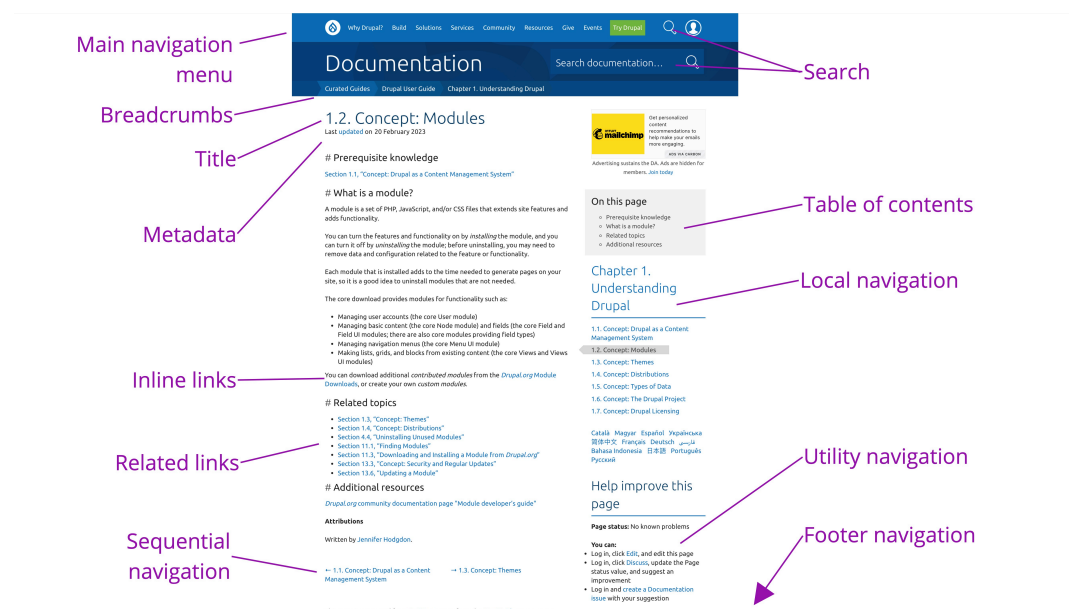 Why Drupal? Build Solutions Services Community Resources Give Events Try Drupal
Main navigation
menu
Documentation
Search documentation...
Search
Curated Guides Drupal User Guide Chapter 1. Understanding Drupal
Breadcrumbs
1.2. Concept: Modules
Last updated on 20 February 2023
Title
Metadata
# Prerequisite knowledge
Section 1.1, "Concept: Drupal as a Content Management System"
# What is a module?
A module is a set of PHP, JavaScript, and/or CSS files that extends site features and
adds functionality.
You can turn the features and functionality on by installing the module, and you
can turn it off by uninstalling the module; before uninstalling, you may need to
remove data and configuration related to the feature or functionality.
Each module that is installed adds to the time needed to generate pages on your
site, so it is a good idea to uninstall modules that are not needed.
The core download provides modules for functionality such as:
• Managing user accounts (the core User module)
• Managing basic content (the core Node module) and fields (the core Field and
Field UI modules; there are also core modules providing field types)
• Managing navigation menus (the core Menu UI module)
• Making lists, grids, and blocks from existing content (the core Views and Views
UI modules)
You can download additional contributed modules from the Drupal.org Module
Downloads, or create your own custom modules.
Inline links
# Related topics
• Section 1.3, "Concept: Themes"
• Section 1.4, "Concept: Distributions"
• Section 4.4, "Uninstalling Unused Modules"
• Section 11.1, "Finding Modules"
• Section 11.3, "Downloading and Installing a Module from Drupal.org"
• Section 13.3, "Concept: Security and Regular Updates"
• Section 13.6, "Updating a Module"
Related links
# Additional resources
Drupal.org community documentation page "Module developer's guide"
Attributions
Written by Jennifer Hodgdon.
Sequential
navigation
← 1.1. Concept: Drupal as a Content
Management System
→ 1.3. Concept: Themes
mailchimp
Get personalized
content
recommendations to
help make your emails
more engaging.
ADS VIA CARBON
Advertising sustains the DA. Ads are hidden for
members. Join today
On this page
Prerequisite knowledge
What is a module?
Related topics
Additional resources
Table of contents
Chapter 1.
Understanding
Drupal
Local navigation
1.1. Concept: Drupal as a Content
Management System
1.2. Concept: Modules
1.3. Concept: Themes
1.4. Concept: Distributions
1.5. Concept: Types of Data
1.6. Concept: The Drupal Project
1.7. Concept: Drupal Licensing
Català Magyar Español Українська
简体中文 Français Deutsch فارسی
Bahasa Indonesia 日本語 Português
Русский
Utility navigation
Help improve this
page
Page status: No known problems
You can:
• Log in, click Edit, and edit this page
• Log in, click Discuss, update the Page
status value, and suggest an
improvement
• Log in and create a Documentation
issue with your suggestion
Footer navigation